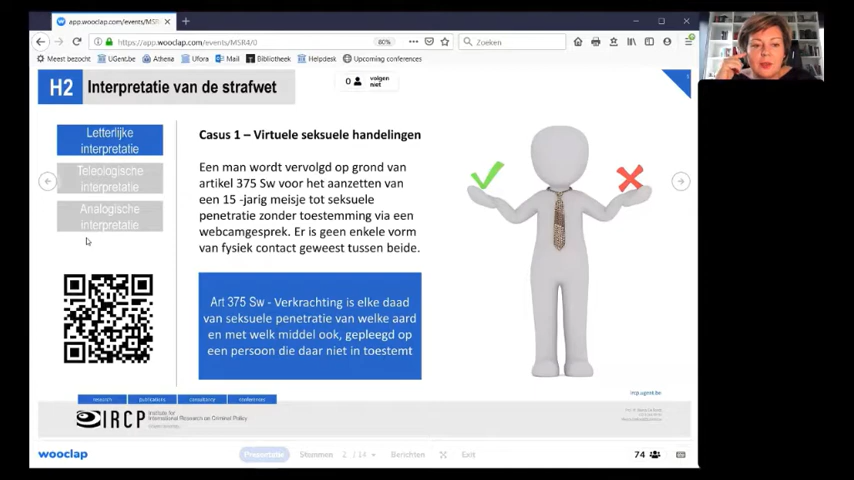 app.wooclap.com/events/MSR4
https://app.wooclap.com/events/MSR4/0
80%
Zoeken
Meest bezocht
UGent.be
Athena
Ufora
Mail
Bibliotheek
Helpdesk
Upcoming conferences
H2
Interpretatie van de strafwet
0
volgen
niet
Letterlijke
interpretatie
Teleologische
interpretatie
Analogische
interpretatie
Casus 1 – Virtuele seksuele handelingen
Een man wordt vervolgd op grond van
artikel 375 Sw voor het aanzetten van
een 15 -jarig meisje tot seksuele
penetratie zonder toestemming via een
webcamgesprek. Er is geen enkele vorm
van fysiek contact geweest tussen beide.
Art 375 Sw - Verkrachting is elke daad
van seksuele penetratie van welke aard
en met welk middel ook, gepleegd op
een persoon die daar niet in toestemt
research
publications
consultancy
conferences
ircp.ugent.be
IRCP
Institute for
International Research on Criminal Policy
wooclap
Presentatie
Stemmen
2 / 14
Berichten
Exit
74